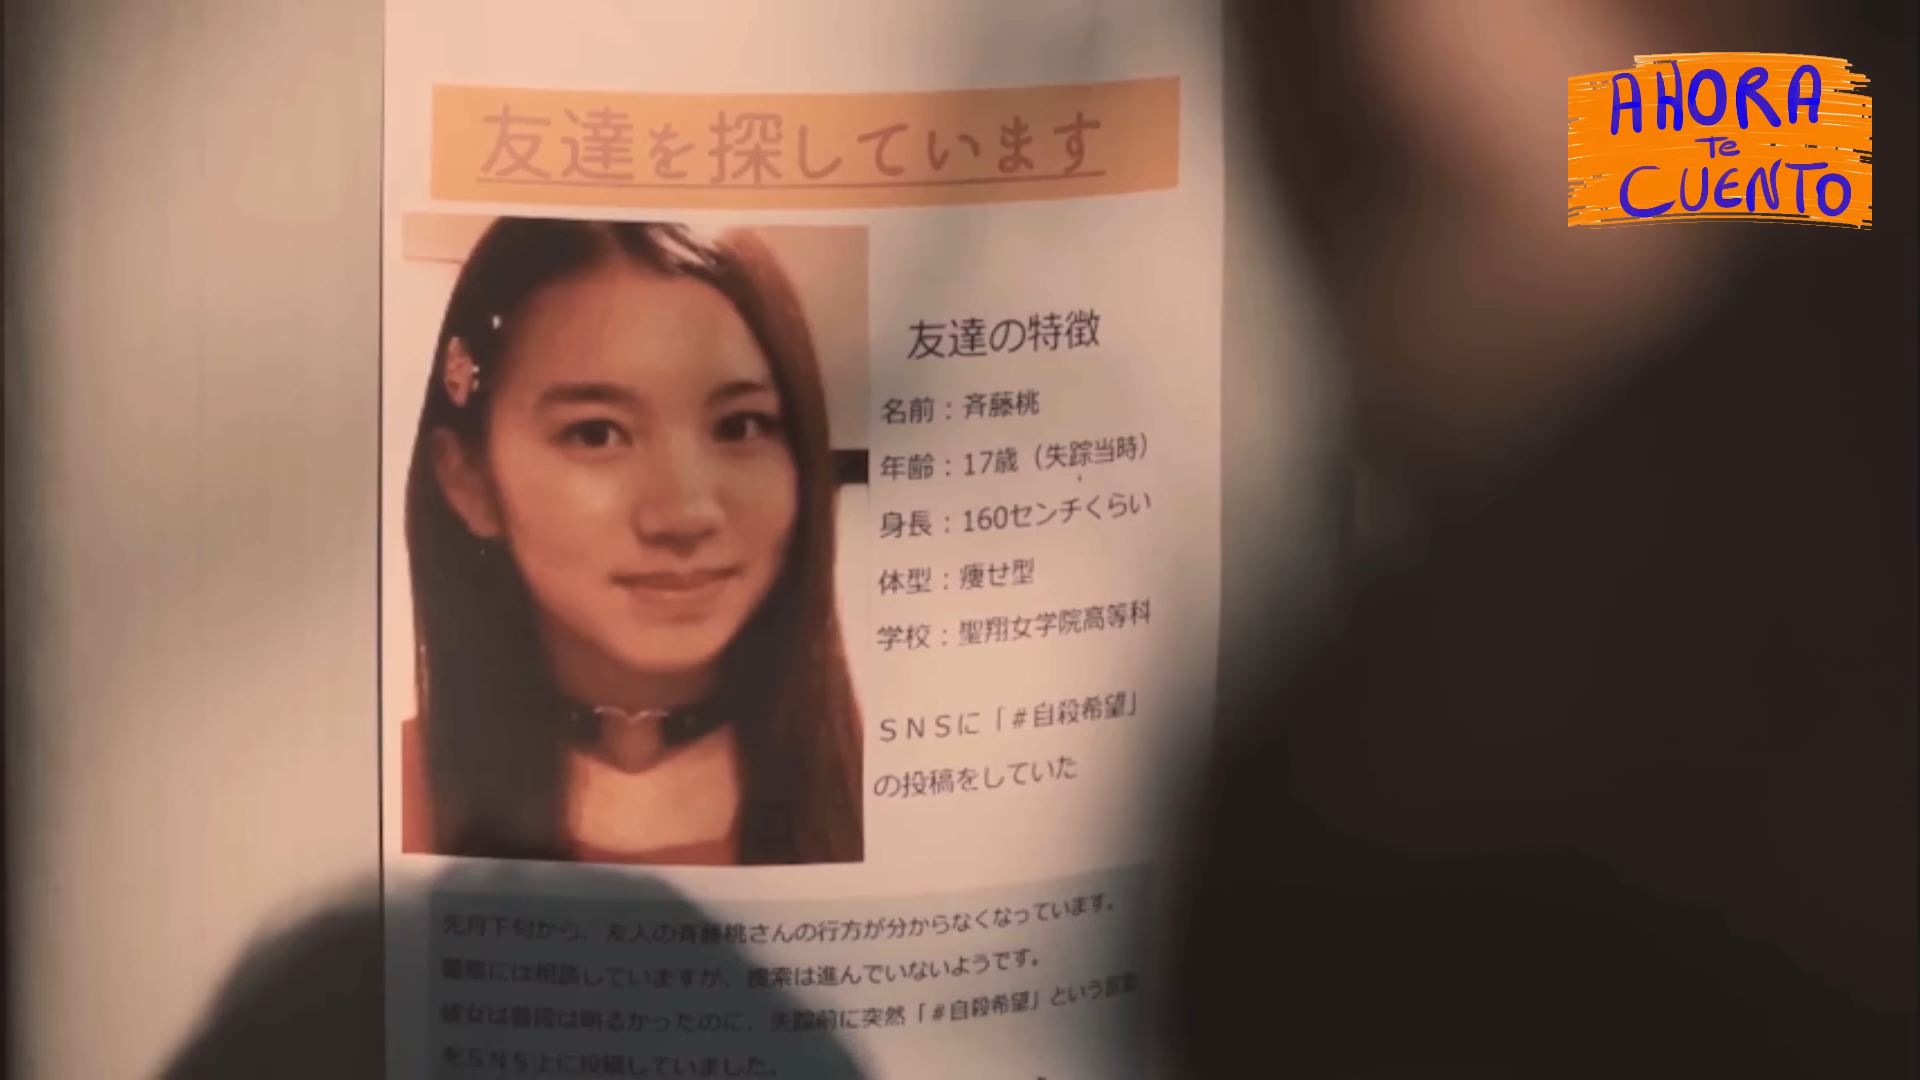 AHORA
Te
CUENTO
友達を探しています
友達の特徴
名前：斉藤桃
年齢：17歳（失踪当時）
身長：160センチくらい
体型：痩せ型
学校：聖翔女学院高等科
ＳＮＳに「#自殺希望」
の投稿をしていた
先月下旬から、友人の斉藤桃さんの行方が分からなくなっています。
警察には相談していますが、捜索は進んでいないようです。
彼女は普段は明るかったのに、失踪前に突然「#自殺希望」という言葉
をＳＮＳ上に投稿していました。